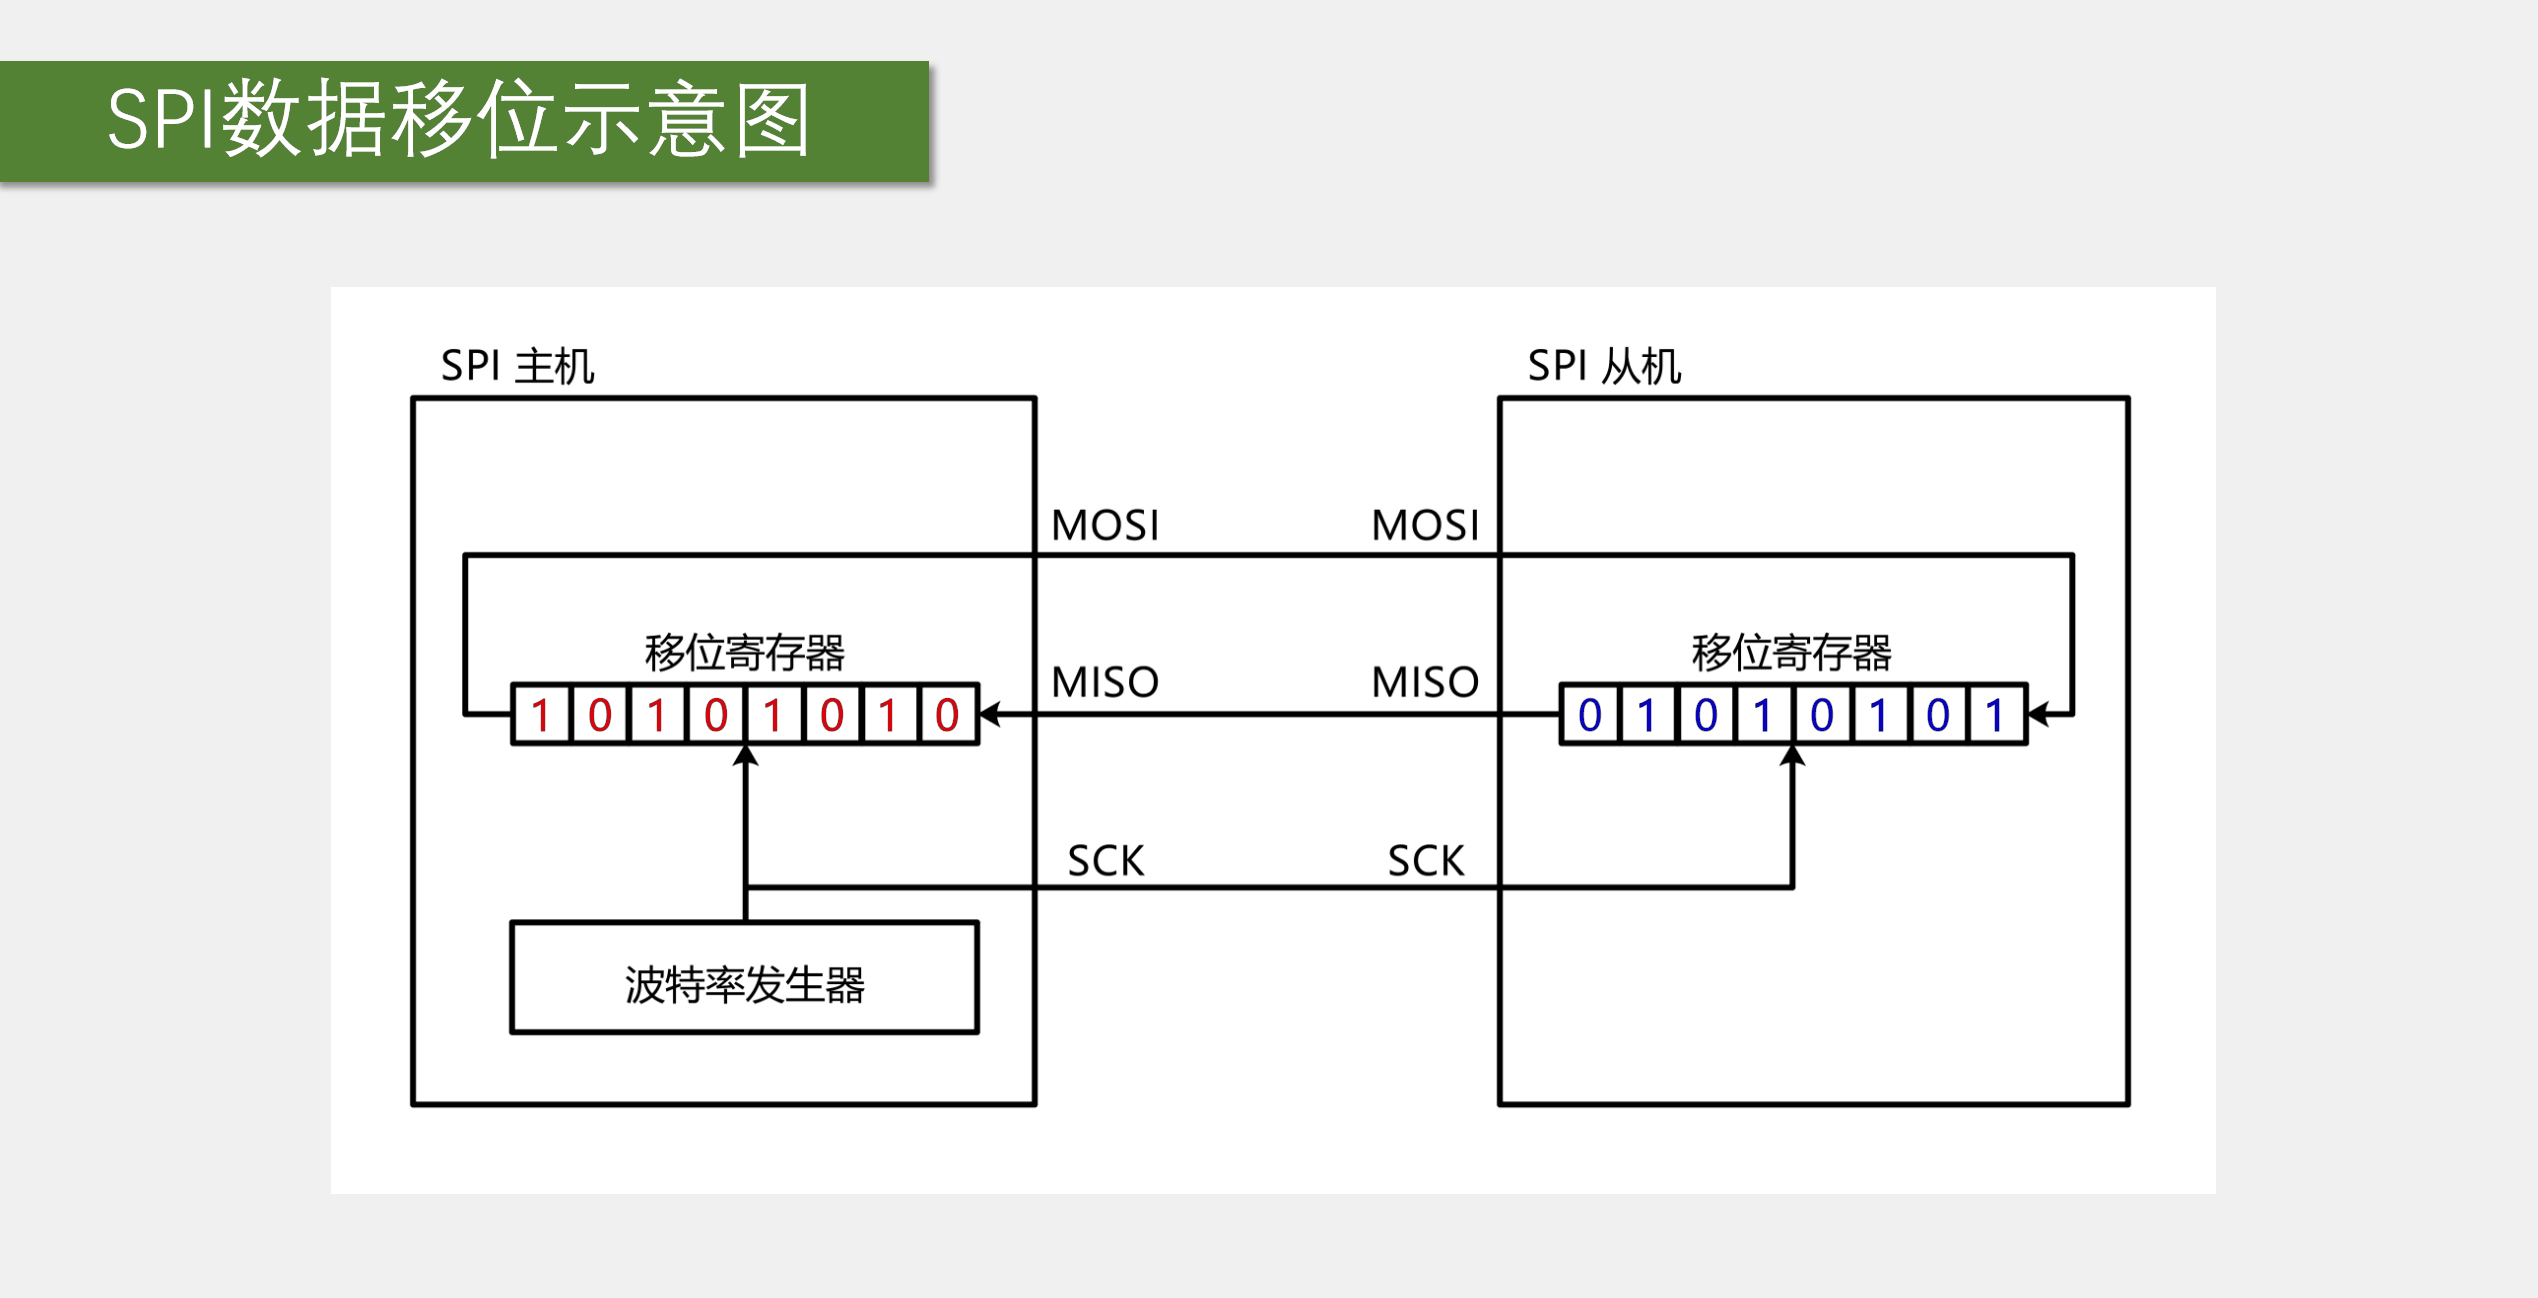 SPI数据移位示意图
SPI 主机
SPI 从机
MOSI
MOSI
移位寄存器
MISO
MISO
移位寄存器
1 0 1 0 1 0 1 0
0 1 0 1 0 1 0 1
SCK
SCK
波特率发生器